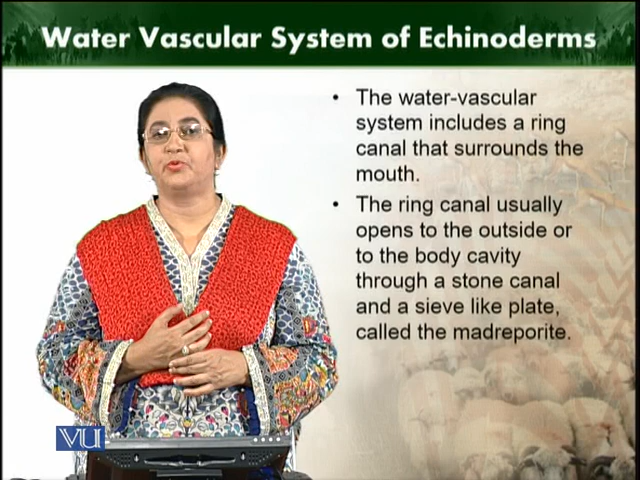 Water Vascular System of Echinoderms
• The water-vascular
system includes a ring
canal that surrounds the
mouth.
• The ring canal usually
opens to the outside or
to the body cavity
through a stone canal
and a sieve like plate,
called the madreporite.
VU